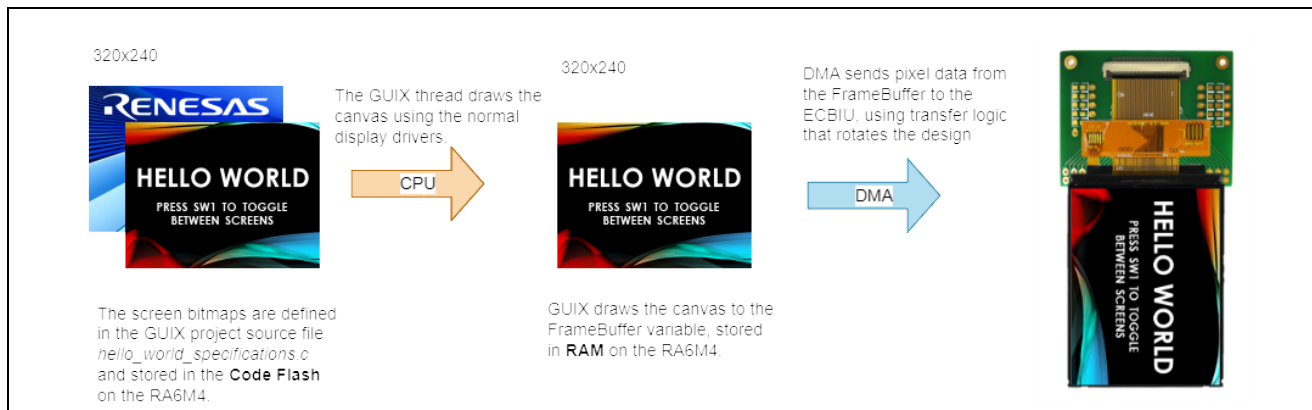 320x240
RENESAS
HELLO WORLD
PRESS SW1 TO TOGGLE
BETWEEN SCREENS
The screen bitmaps are defined
in the GUIX project source file
hello_world_specifications.c
and stored in the Code Flash
on the RA6M4.
The GUIX thread draws the
canvas using the normal
display drivers.
CPU
320x240
HELLO WORLD
PRESS SW1 TO TOGGLE
BETWEEN SCREENS
GUIX draws the canvas to the
FrameBuffer variable, stored
in RAM on the RA6M4.
DMA sends pixel data from
the FrameBuffer to the
ECBIU, using transfer logic
that rotates the design
DMA
HELLO WORLD
PRESS SW1 TO TOGGLE
BETWEEN SCREENS